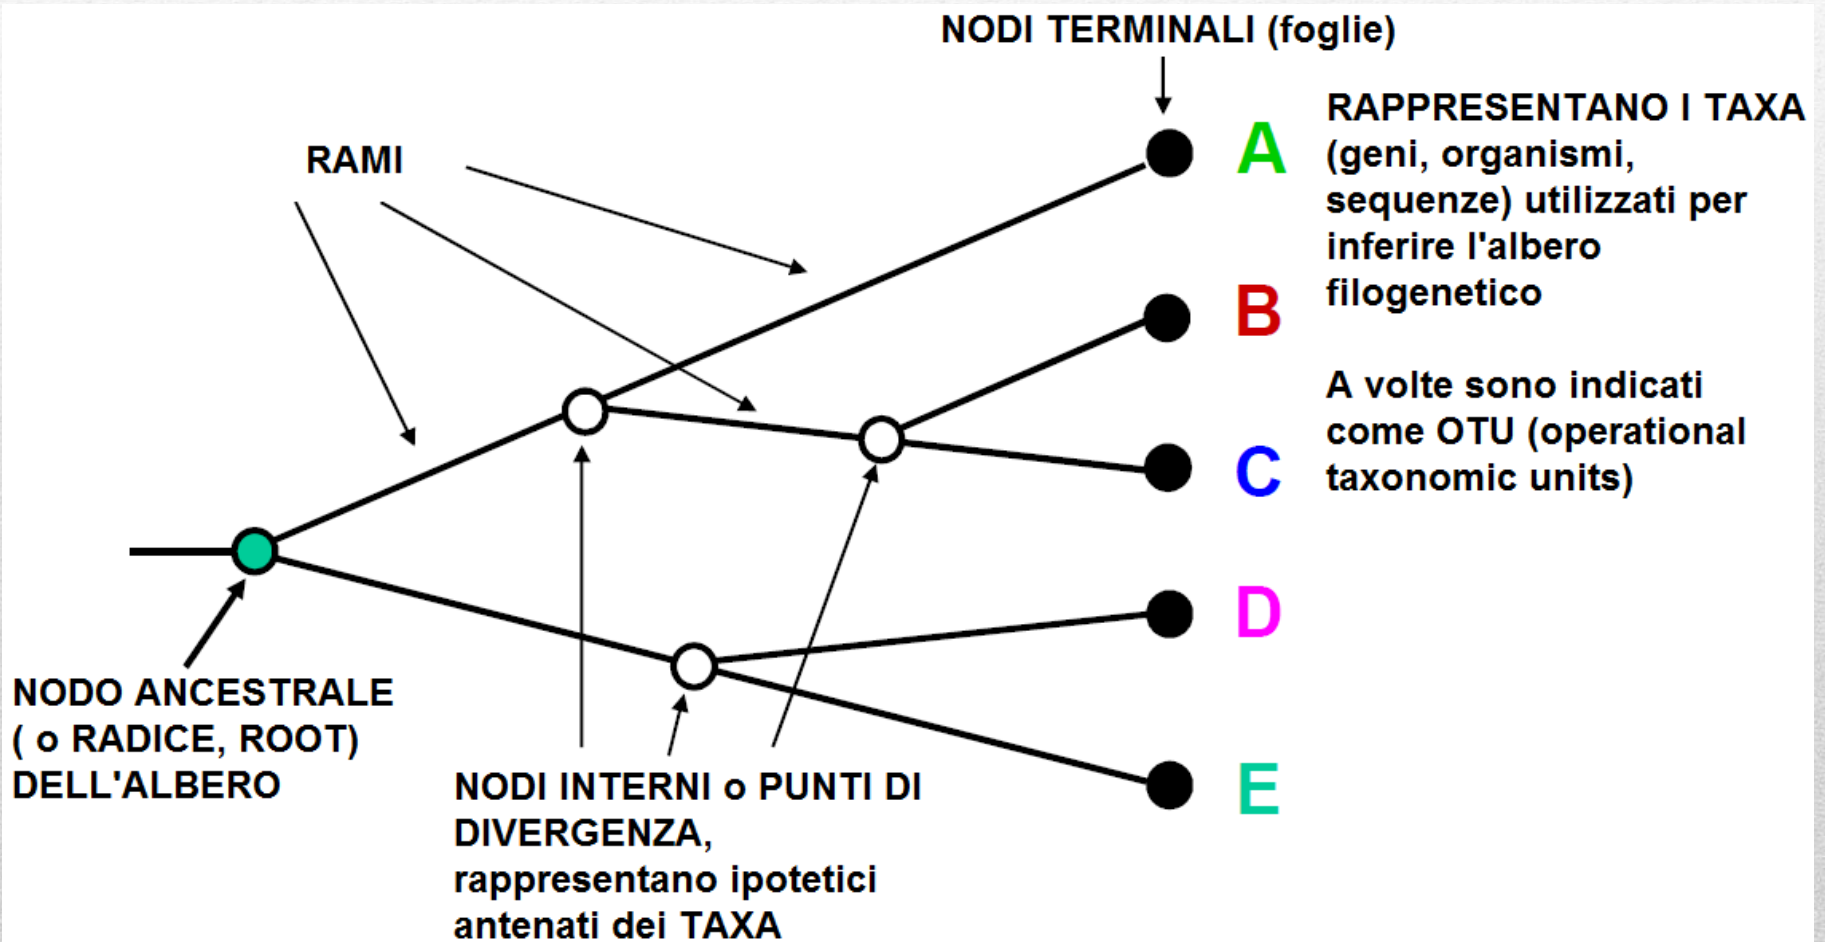 NODI TERMINALI (foglie)
RAPPRESENTANO I TAXA
(geni, organismi,
sequenze) utilizzati per
inferire l'albero
filogenetico
A volte sono indicati
come OTU (operational
taxonomic units)
RAMI
A
B
C
D
E
NODO ANCESTRALE
( o RADICE, ROOT)
DELL'ALBERO
NODI INTERNI o PUNTI DI
DIVERGENZA,
rappresentano ipotetici
antenati dei TAXA